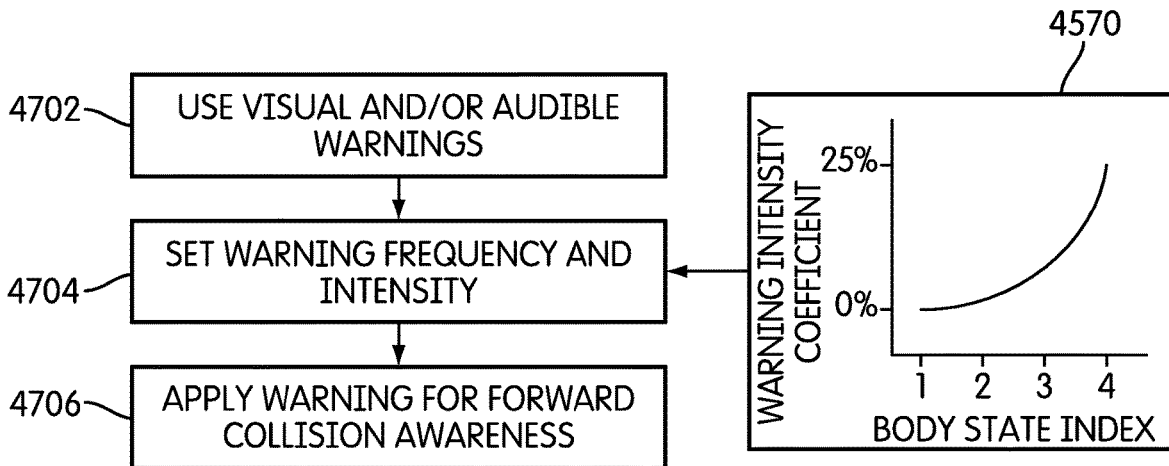 4570
4702
USE VISUAL AND/OR AUDIBLE
WARNINGS
4704
SET WARNING FREQUENCY AND
INTENSITY
4706
APPLY WARNING FOR FORWARD
COLLISION AWARENESS
WARNING INTENSITY
COEFFICIENT
25%
0%
1 2 3 4
BODY STATE INDEX